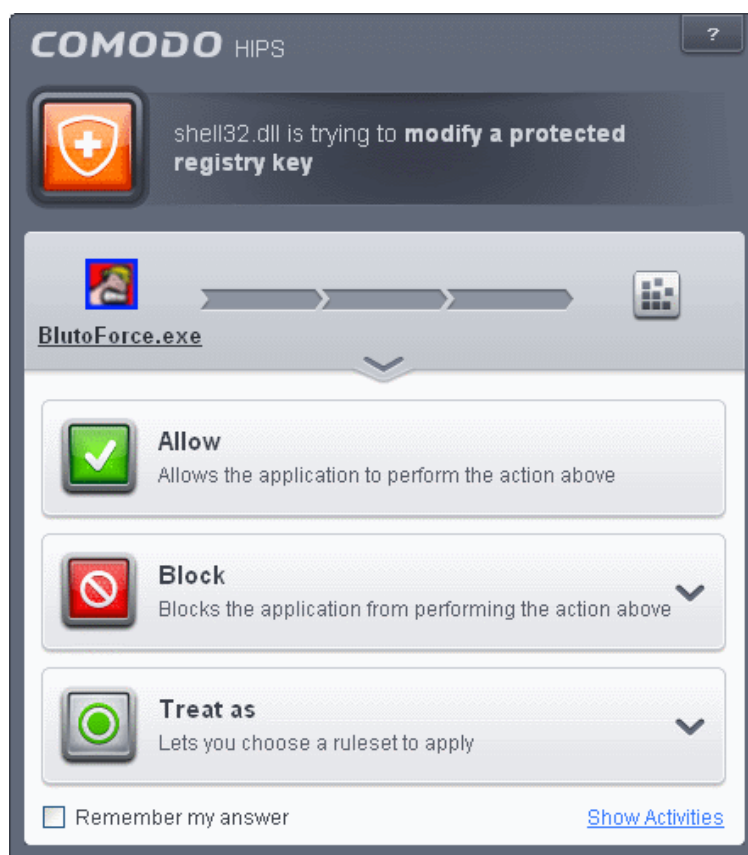 COMODO HIPS
?
shell32.dll is trying to modify a protected
registry key
BlutoForce.exe
Allow
Allows the application to perform the action above
Block
Blocks the application from performing the action above
Treat as
Lets you choose a ruleset to apply
Remember my answer
Show Activities